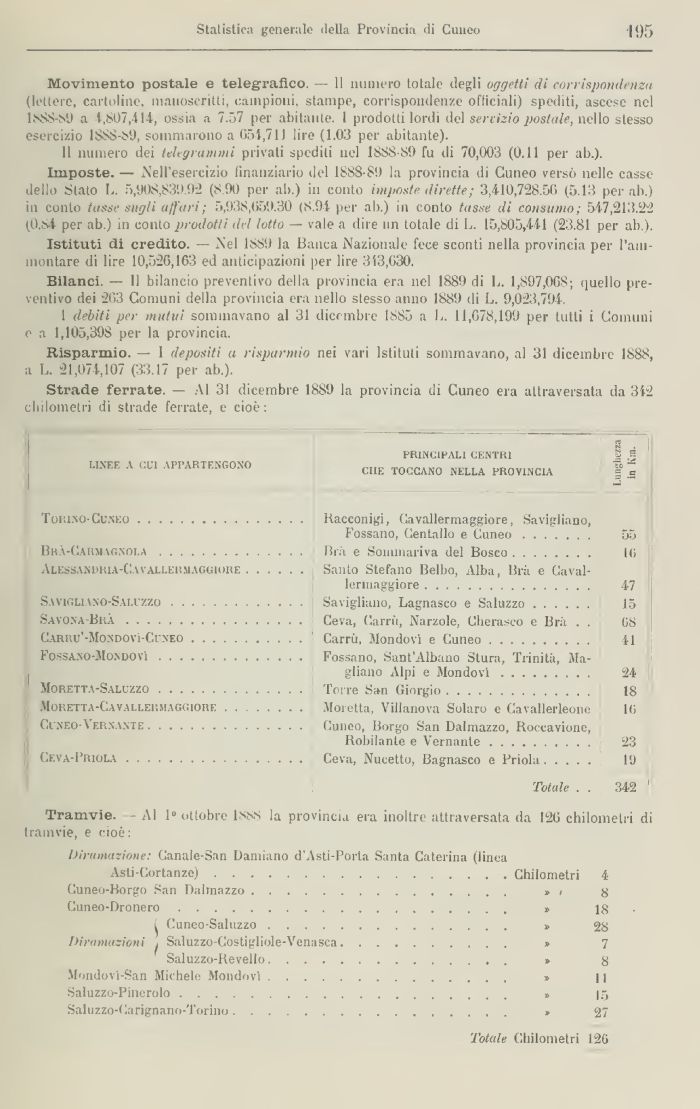 Statistica generale della Provincia di Cuneo 195
Movimento postale e telegrafico. — Il numero totale degli oggetti di corrispondenza
(lettere, cartoline, manoscritti, campioni, stampe, corrispondenze officiali) spediti, ascese nel
1888-89 a 4,807,414, ossia a 7.57 per abitante. I prodotti lordi del servizio postale, nello stesso
esercizio 1888-89, sommarono a 654,711 lire (1.03 per abitante).
Il numero dei telegrammi privati spediti nel 1888-89 fu di 70,003 (0.11 per ab.).
Imposte. — Nell'esercizio finanziario del 1888-89 la provincia di Cuneo versò nelle casse
dello Stato L. 5,908,839.92 (8.90 per ab.) in conto imposte dirette; 3,410,728.56 (5.13 per ab.)
in conto tasse sugli affari; 5,938,659.30 (8.94 per ab.) in conto tasse di consumo; 547,213.22
(0.84 per ab.) in conto prodotti del lotto — vale a dire un totale di L. 15,805,441 (23.81 per ab.).
Istituti di credito. — Nel 1889 la Banca Nazionale fece sconti nella provincia per l'am-
montare di lire 10,526,163 ed anticipazioni per lire 343,630.
Bilanci. — Il bilancio preventivo della provincia era nel 1889 di L. 1,897,068; quello pre-
ventivo dei 263 Comuni della provincia era nello stesso anno 1889 di L. 9,023,794.
I debiti per mutui sommavano al 31 dicembre 1885 a L. 11,678,199 per tutti i Comuni
e a 1,105,398 per la provincia.
Risparmio. — I depositi a risparmio nei vari Istituti sommavano, al 31 dicembre 1888,
a L. 21,074,107 (33.17 per ab.).
Strade ferrate. — Al 31 dicembre 1889 la provincia di Cuneo era attraversata da 342
chilometri di strade ferrate, e cioè:
LINEE A CUI APPARTENGONO
PRINCIPALI CENTRI
CHE TOCCANO NELLA PROVINCIA
Lunghezza
in Km.
TORINO-CUNEO . . . . . . . . . . . . . . . . Racconigi, Cavallermaggiore, Savigliano,
Fossano, Centallo e Cuneo . . . . . . . 55
BRÀ-CARMAGNOLA . . . . . . . . . . . . . . Brà e Sommariva del Bosco . . . . . . . . 16
ALESSANDRIA-CAVALLERMAGGIORE . . . . . . Santo Stefano Belbo, Alba, Brà e Caval-
lermaggiore . . . . . . . . . . . . . . . . 47
SAVIGLIANO-SALUZZO . . . . . . . . . . . . . Savigliano, Lagnasco e Saluzzo . . . . . . 15
SAVONA-BRÀ . . . . . . . . . . . . . . . . . Ceva, Carrù, Narzole, Cherasco e Brà . . 68
CARRU'-MONDOVÌ-CUNEO . . . . . . . . . . . Carrù, Mondovì e Cuneo . . . . . . . . . . 41
FOSSANO-MONDOVÌ . . . . . . . . . . . . . . Fossano, Sant'Albano Stura, Trinità, Ma-
gliano Alpi e Mondovì . . . . . . . . . 24
MORETTA-SALUZZO . . . . . . . . . . . . . . Torre San Giorgio . . . . . . . . . . . . . . 18
MORETTA-CAVALLERMAGGIORE . . . . . . . . Moretta, Villanova Solaro e Cavallerleone 16
CUNEO-VERNANTE . . . . . . . . . . . . . . . Cuneo, Borgo San Dalmazzo, Roccavione,
Robilante e Vernante . . . . . . . . . . 23
CEVA-PRIOLA . . . . . . . . . . . . . . . . . Ceva, Nucetto, Bagnasco e Priola . . . . . 19
Totale . . 342
Tramvie. — Al 1º ottobre 1888 la provincia era inoltre attraversata da 126 chilometri di
tramvie, e cioè:
Diramazione: Canale-San Damiano d'Asti-Porta Santa Caterina (linea
Asti-Cortanze) . . . . . . . . . . . . . . . . . Chilometri 4
Cuneo-Borgo San Dalmazzo . . . . . . . . . . . . . . . » 8
Cuneo-Dronero . . . . . . . . . . . . . . . . . . . » 18
Cuneo-Saluzzo . . . . . . . . . . . . . . » 28
Diramazioni Saluzzo-Costigliole-Venasca . . . . . . . . . . » 7
Saluzzo-Revello . . . . . . . . . . . . . . » 8
Mondovì-San Michele Mondovì . . . . . . . . . . . . . . » 11
Saluzzo-Pinerolo . . . . . . . . . . . . . . . . . . . » 15
Saluzzo-Carignano-Torino . . . . . . . . . . . . . . . . » 27
Totale Chilometri 126